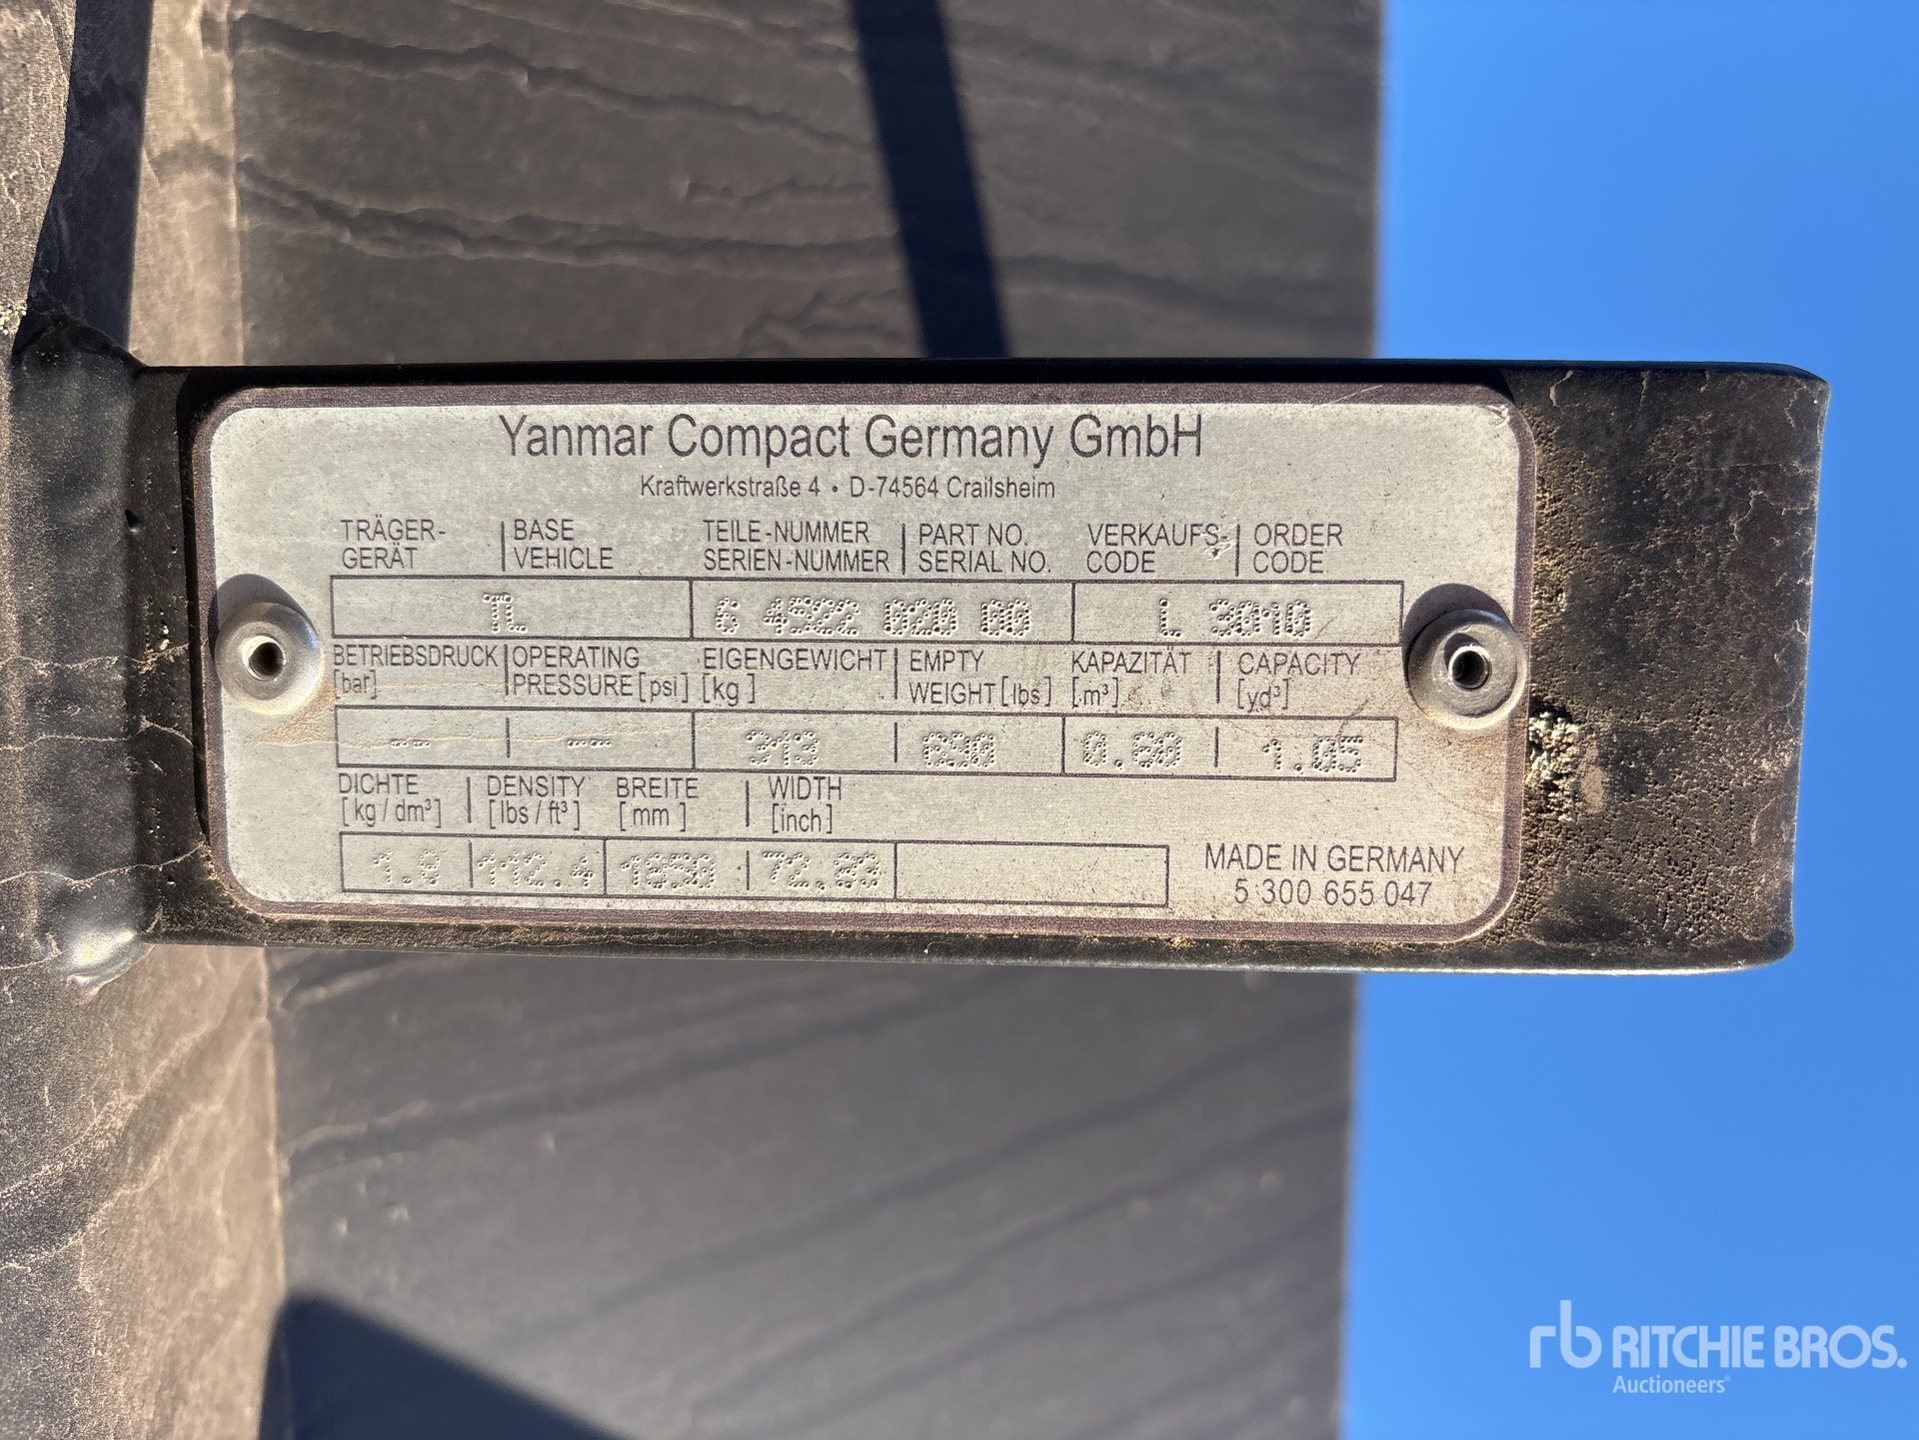 Yanmar Compact Germany GmbH
Kraftwerkstraße 4 • D-74564 Crailsheim
TRÄGER- | BASE TEILE-NUMMER | PART NO. VERKAUFS- | ORDER
GERÄT | VEHICLE SERIEN-NUMMER | SERIAL NO. CODE | CODE
TL 6 4522 020 00 L 3010
BETRIEBSDRUCK | OPERATING EIGENGEWICHT | EMPTY KAPAZITÄT | CAPACITY
[bar] PRESSURE [psi] [kg] WEIGHT [lbs] [m³] [yd³]
-- | -- 313 | 690 0.80 | 1.05
DICHTE | DENSITY BREITE | WIDTH
[kg / dm³] [lbs / ft³] [mm] [inch]
1.8 | 112.4 1850 | 72.83
MADE IN GERMANY
5 300 655 047
rb RITCHIE BROS.
Auctioneers